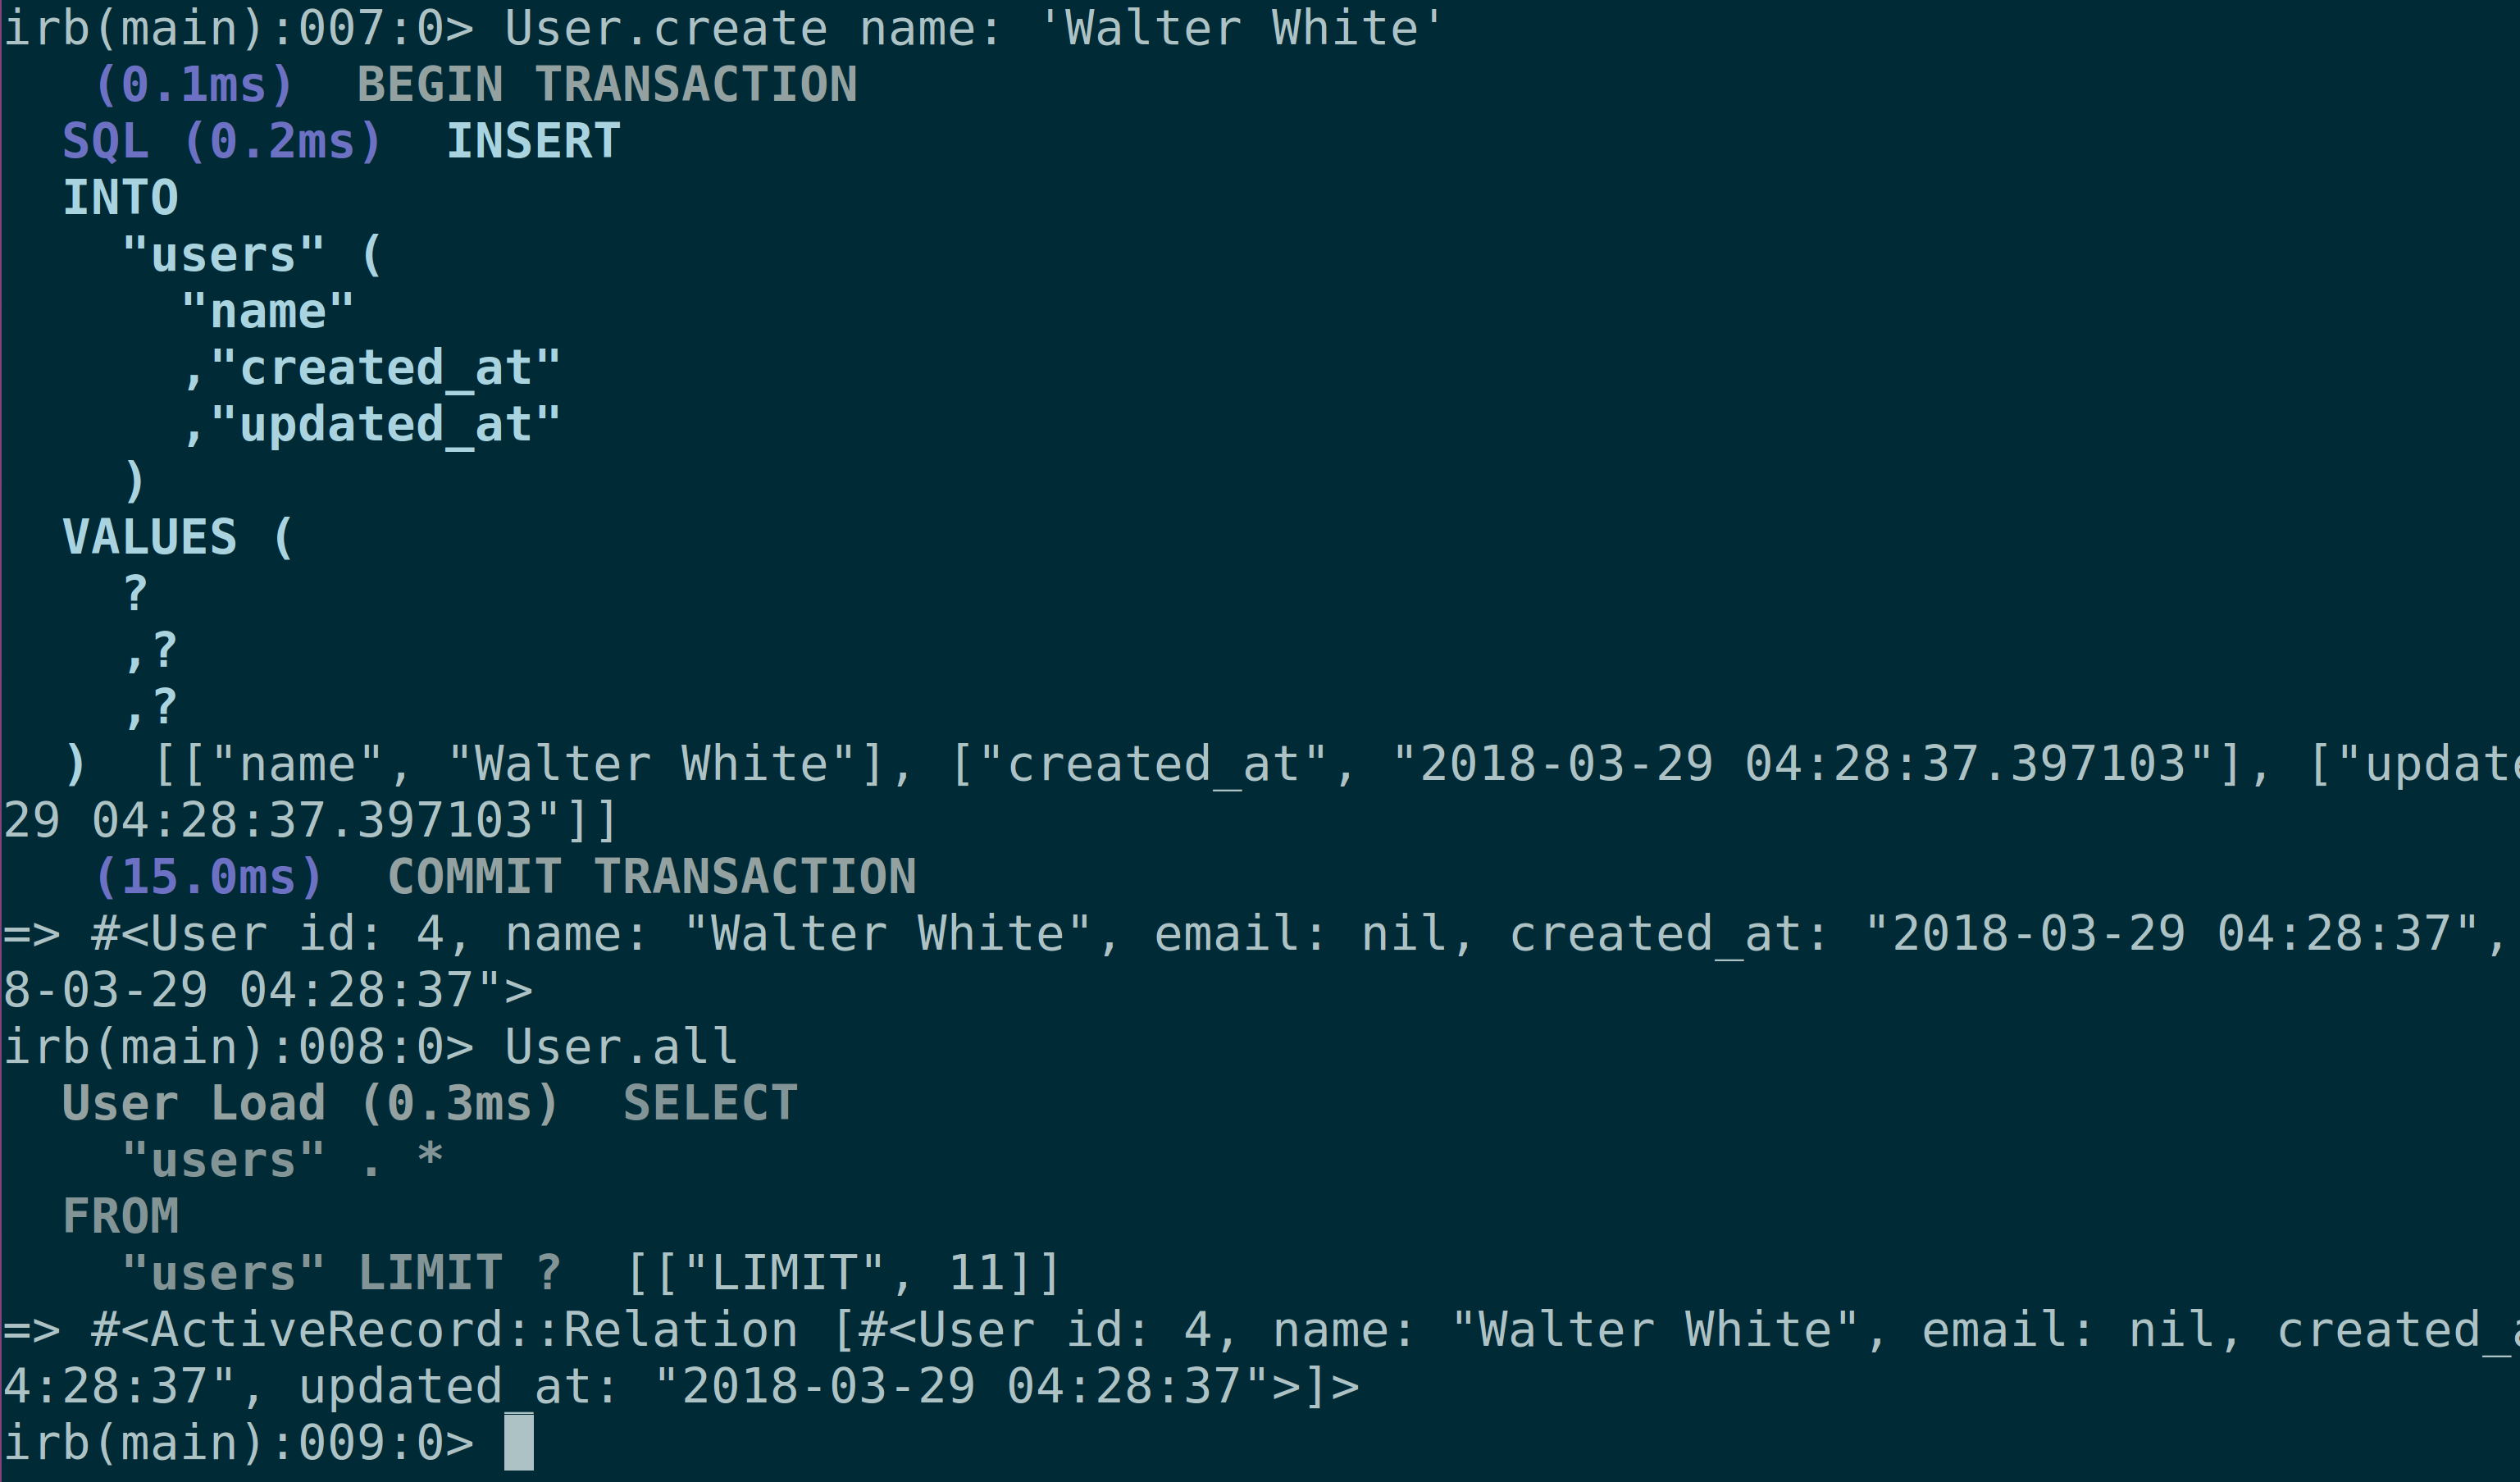 irb(main):007:0> User.create name: 'Walter White'
   (0.1ms)  BEGIN TRANSACTION
  SQL (0.2ms)  INSERT
  INTO
    "users" (
      "name"
      ,"created_at"
      ,"updated_at"
    )
  VALUES (
    ?
    ,?
    ,?
  )  [["name", "Walter White"], ["created_at", "2018-03-29 04:28:37.397103"], ["update
29 04:28:37.397103"]]
   (15.0ms)  COMMIT TRANSACTION
=> #<User id: 4, name: "Walter White", email: nil, created_at: "2018-03-29 04:28:37",
8-03-29 04:28:37">
irb(main):008:0> User.all
  User Load (0.3ms)  SELECT
    "users" . *
  FROM
    "users" LIMIT ?  [["LIMIT", 11]]
=> #<ActiveRecord::Relation [#<User id: 4, name: "Walter White", email: nil, created_a
4:28:37", updated_at: "2018-03-29 04:28:37">]>
irb(main):009:0>